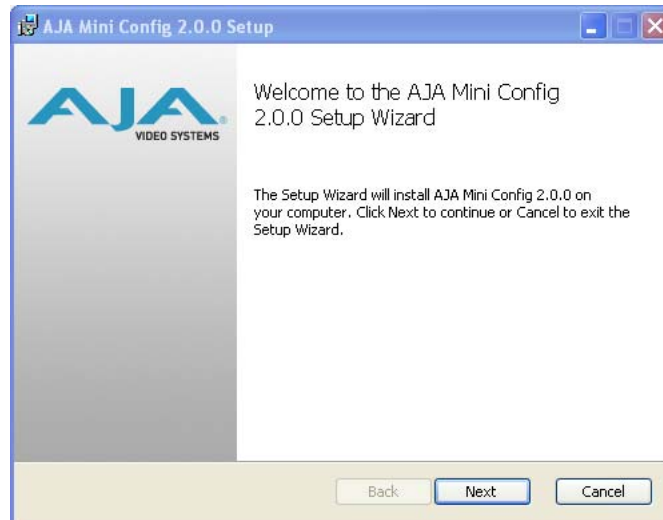 AJA Mini Config 2.0.0 Setup
AJA
VIDEO SYSTEMS
Welcome to the AJA Mini Config
2.0.0 Setup Wizard
The Setup Wizard will install AJA Mini Config 2.0.0 on
your computer. Click Next to continue or Cancel to exit the
Setup Wizard.
Back
Next
Cancel